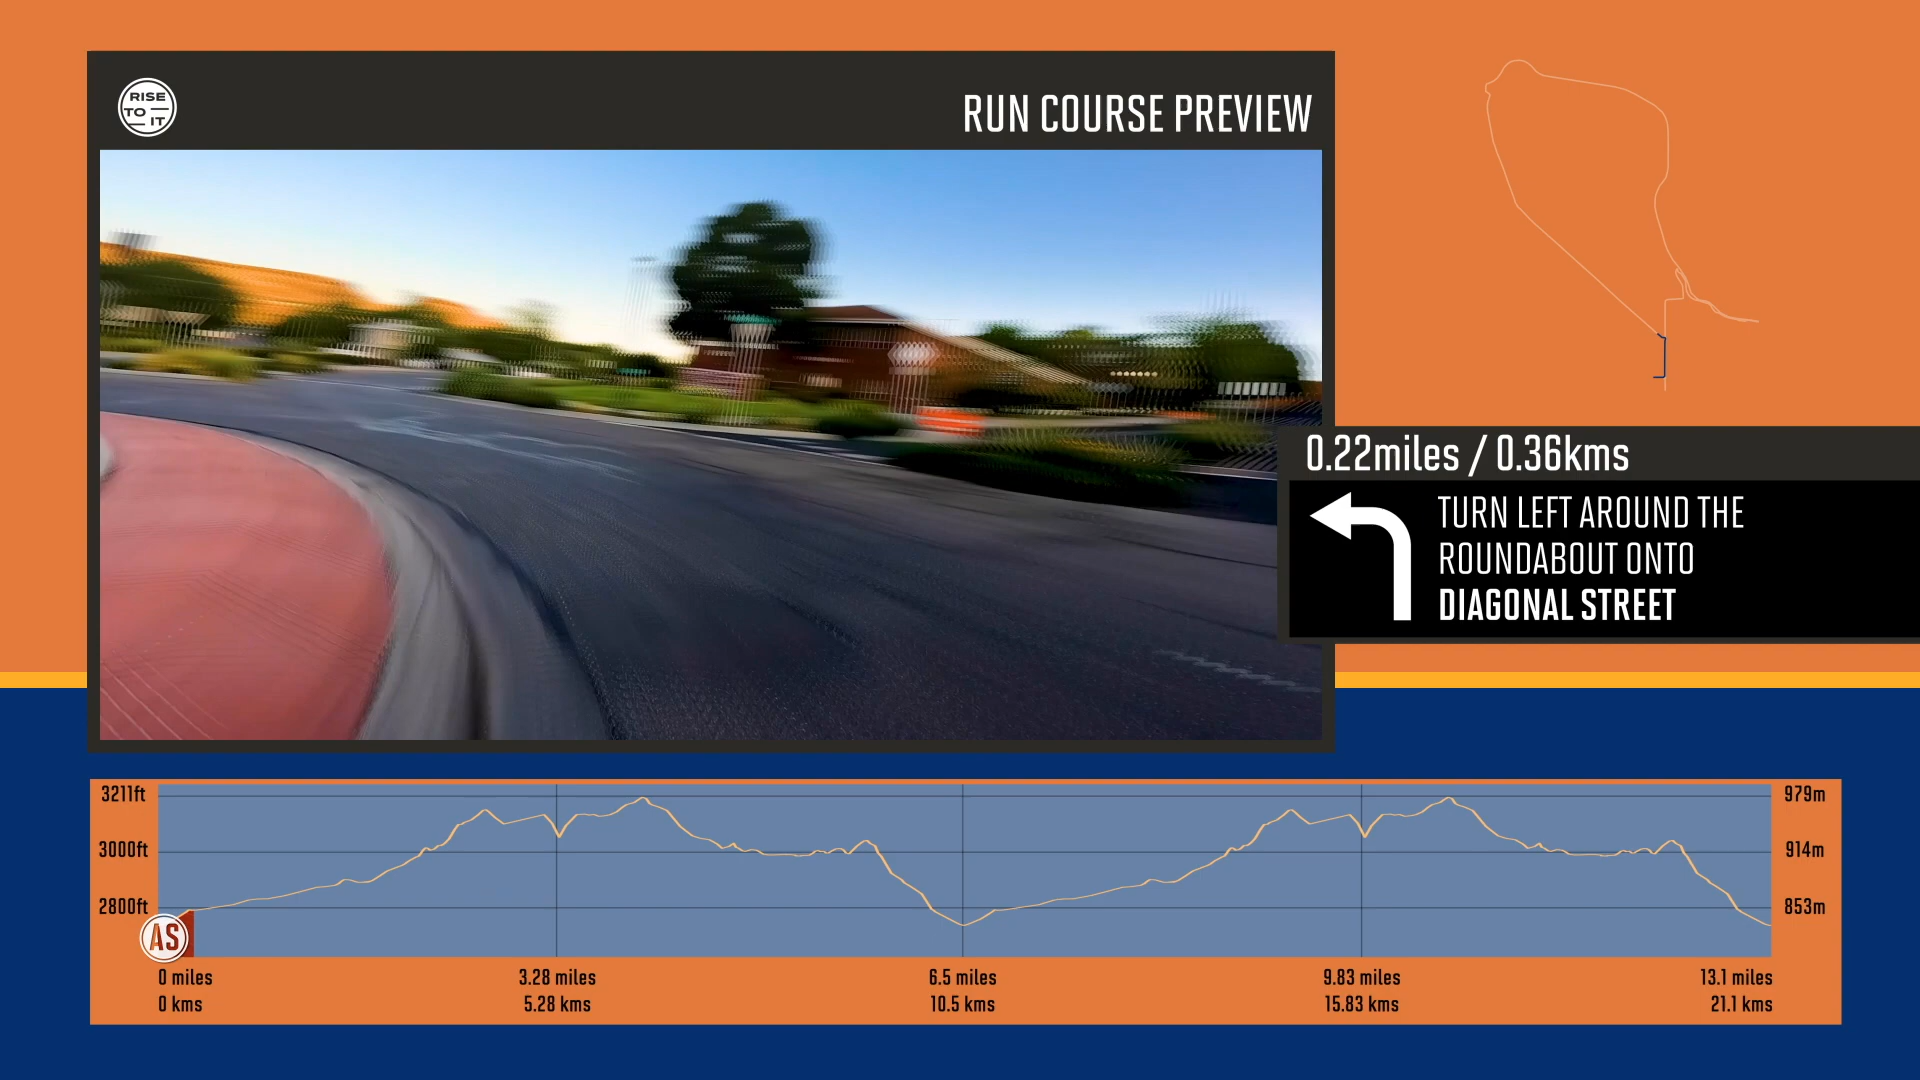 RISE
TO
IT
RUN COURSE PREVIEW
0.22miles / 0.36kms
TURN LEFT AROUND THE
ROUNDABOUT ONTO
DIAGONAL STREET
3211ft
979m
3000ft
914m
2800ft
853m
AS
0 miles
3.28 miles
6.5 miles
9.83 miles
13.1 miles
0 kms
5.28 kms
10.5 kms
15.83 kms
21.1 kms